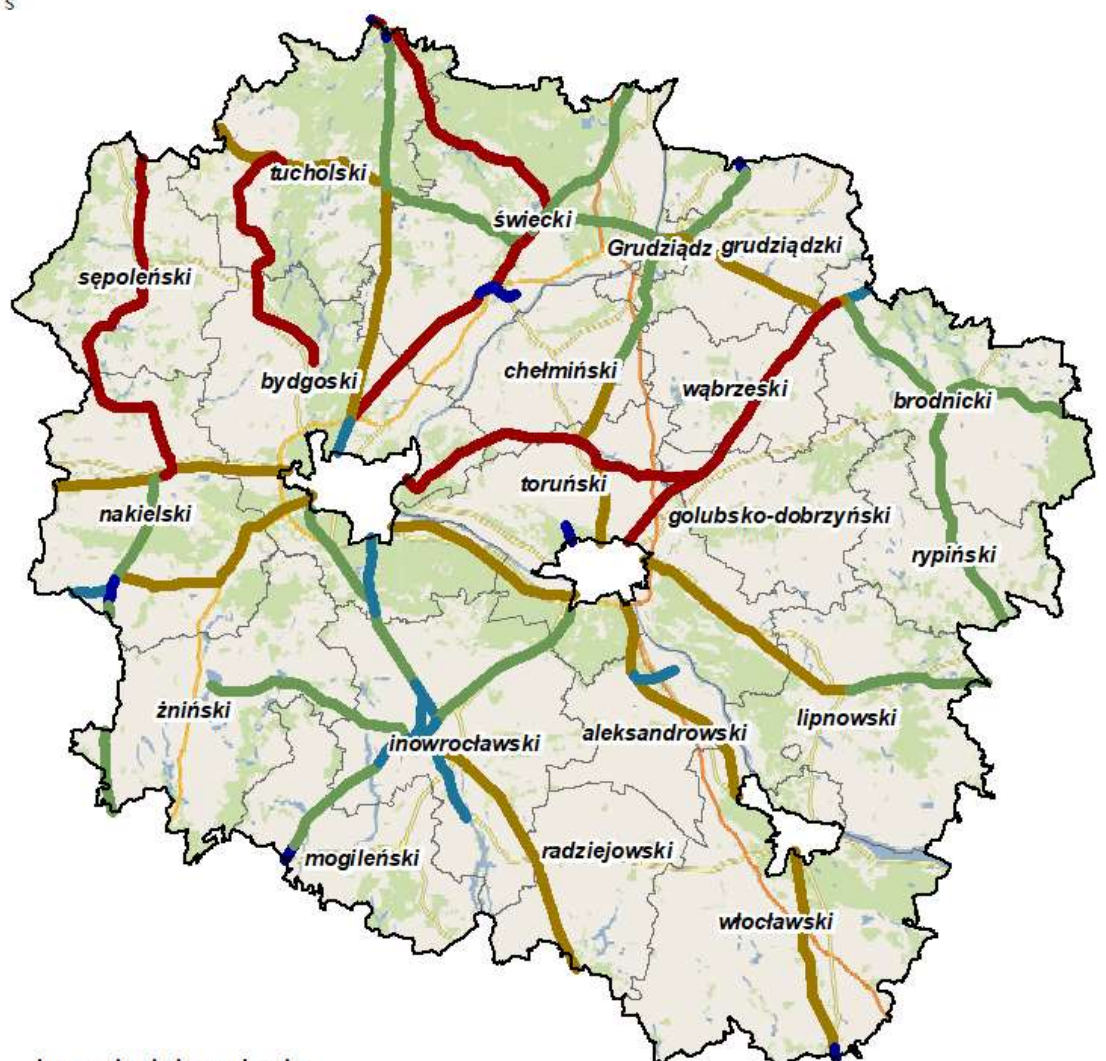 s
tucholski
świecki
Grudziądz
grudziądzki
sępoleński
chełmiński
bydgoski
wąbrzeski
brodnicki
toruński
nakielski
golubsko-dobrzyński
rypiński
żniński
lipnowski
aleksandrowski
inowrocławski
mogileński
radziejowski
włocławski